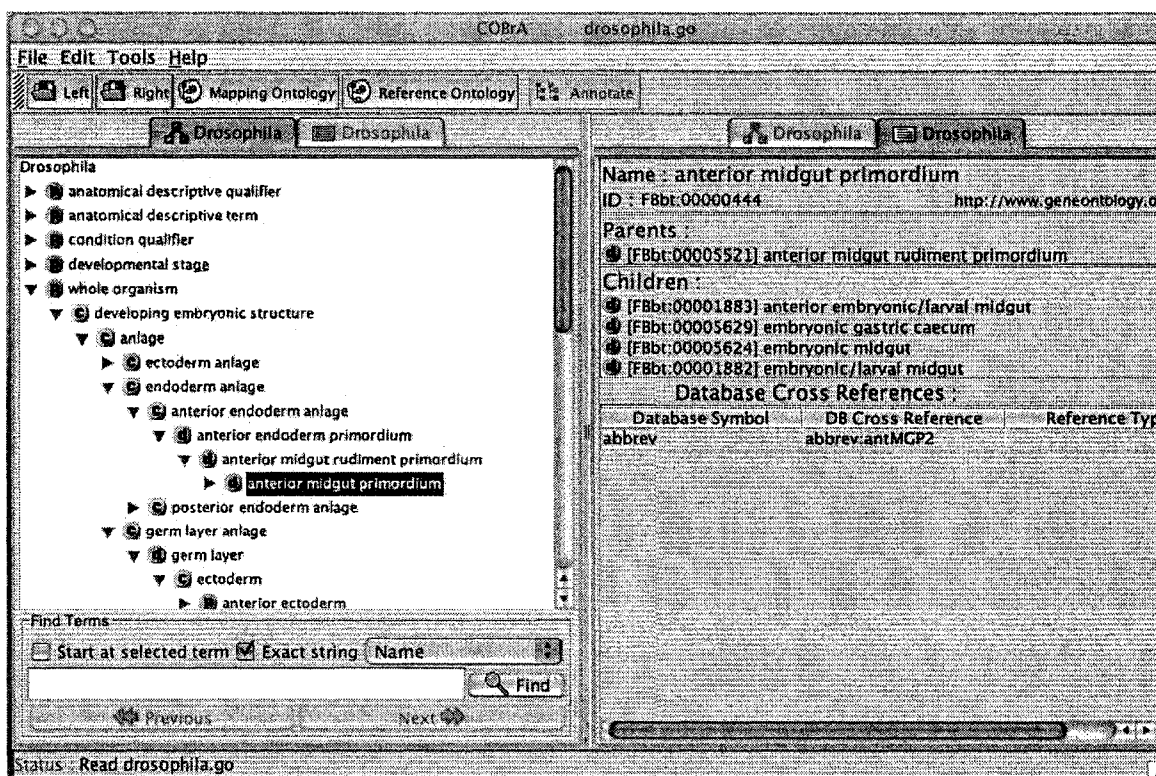 COBrA drosophila.go
File Edit Tools Help
Left Right Mapping Ontology Reference Ontology Annotate
Drosophila Drosophila
Drosophila
anatomical descriptive qualifier
anatomical descriptive term
condition qualifier
developmental stage
whole organism
developing embryonic structure
anlage
ectoderm anlage
endoderm anlage
anterior endoderm anlage
anterior endoderm primordium
anterior midgut rudiment primordium
anterior midgut primordium
posterior endoderm anlage
germ layer anlage
germ layer
ectoderm
anterior ectoderm
Find Terms
Start at selected term Exact string Name
Find
Previous Next
Drosophila Drosophila
Name : anterior midgut primordium
ID : FBbt:00000444 http://www.geneontology.o
Parents :
[FBbt:00005521] anterior midgut rudiment primordium
Children :
[FBbt:00001883] anterior embryonic/larval midgut
[FBbt:00005629] embryonic gastric caecum
[FBbt:00005624] embryonic midgut
[FBbt:00001882] embryonic/larval midgut
Database Cross References :
Database Symbol DB Cross Reference Reference Typ
abbrev abbrev:antMGP2
Status : Read drosophila.go